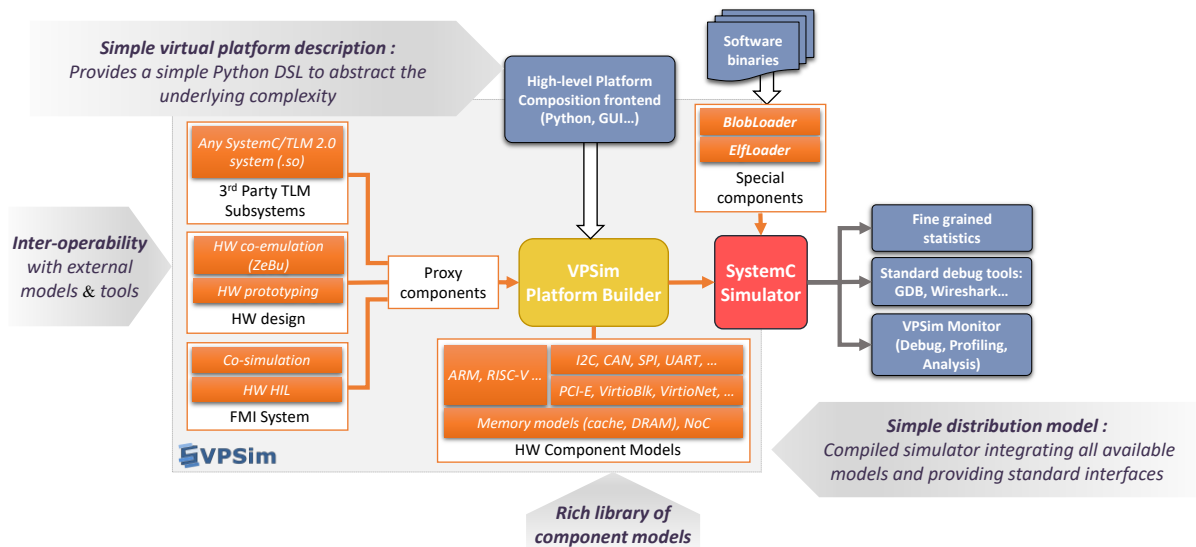 Simple virtual platform description :
Provides a simple Python DSL to abstract the
underlying complexity
High-level Platform
Composition frontend
(Python, GUI…)
Software
binaries
BlobLoader
ElfLoader
Special
components
Any SystemC/TLM 2.0
system (.so)
3rd Party TLM
Subsystems
Inter-operability
with external
models & tools
HW co-emulation
(ZeBu)
HW prototyping
HW design
Proxy
components
VPSim
Platform Builder
SystemC
Simulator
Fine grained
statistics
Standard debug tools:
GDB, Wireshark…
VPSim Monitor
(Debug, Profiling,
Analysis)
Co-simulation
HW HIL
FMI System
ARM, RISC-V …
I2C, CAN, SPI, UART, …
PCI-E, VirtioBlk, VirtioNet, …
Memory models (cache, DRAM), NoC
HW Component Models
VPSim
Simple distribution model :
Compiled simulator integrating all available
models and providing standard interfaces
Rich library of
component models